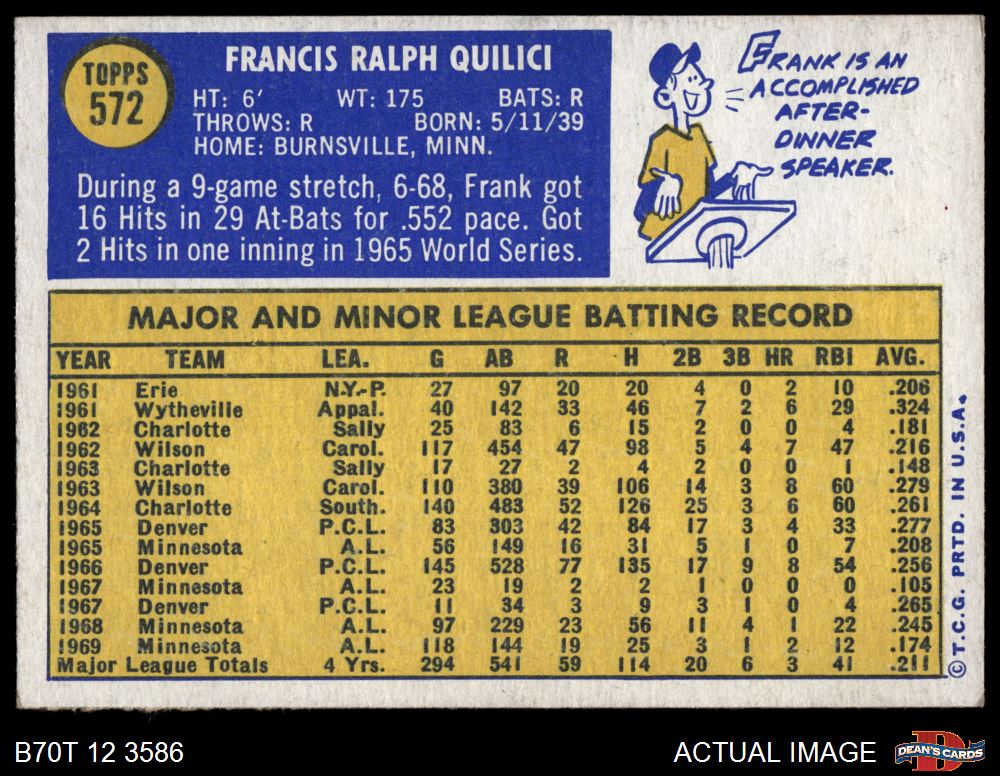 TOPPS
572
FRANCIS RALPH QUILICI
HT: 6' WT: 175 BATS: R
THROWS: R BORN: 5/11/39
HOME: BURNSVILLE, MINN.
During a 9-game stretch, 6-68, Frank got
16 Hits in 29 At-Bats for .552 pace. Got
2 Hits in one inning in 1965 World Series.
FRANK IS AN
ACCOMPLISHED
AFTER-
DINNER
SPEAKER.
MAJOR AND MINOR LEAGUE BATTING RECORD
YEAR TEAM LEA. G AB R H 2B 3B HR RBI AVG.
1961 Erie N.Y.-P. 27 97 20 20 4 0 2 10 .206
1961 Wytheville Appal. 40 142 33 46 7 2 6 29 .324
1962 Charlotte Sally 25 83 6 15 2 0 0 4 .181
1962 Wilson Carol. 117 454 47 98 5 4 7 47 .216
1963 Charlotte Sally 17 27 2 4 2 0 0 1 .148
1963 Wilson Carol. 110 380 39 106 14 3 8 60 .279
1964 Charlotte South. 140 483 52 126 25 3 6 60 .261
1965 Denver P.C.L. 83 303 42 84 17 3 4 33 .277
1965 Minnesota A.L. 56 149 16 31 5 1 0 7 .208
1966 Denver P.C.L. 145 528 77 135 17 9 8 54 .256
1967 Minnesota A.L. 23 19 2 2 1 0 0 0 .105
1967 Denver P.C.L. 11 34 3 9 3 1 0 4 .265
1968 Minnesota A.L. 97 229 23 56 11 4 1 22 .245
1969 Minnesota A.L. 118 144 19 25 3 1 2 12 .174
Major League Totals 4 Yrs. 294 541 59 114 20 6 3 41 .211
© T.C.G. PRTD. IN U.S.A.
B70T 12 3586
ACTUAL IMAGE
D
DEAN'S CARDS